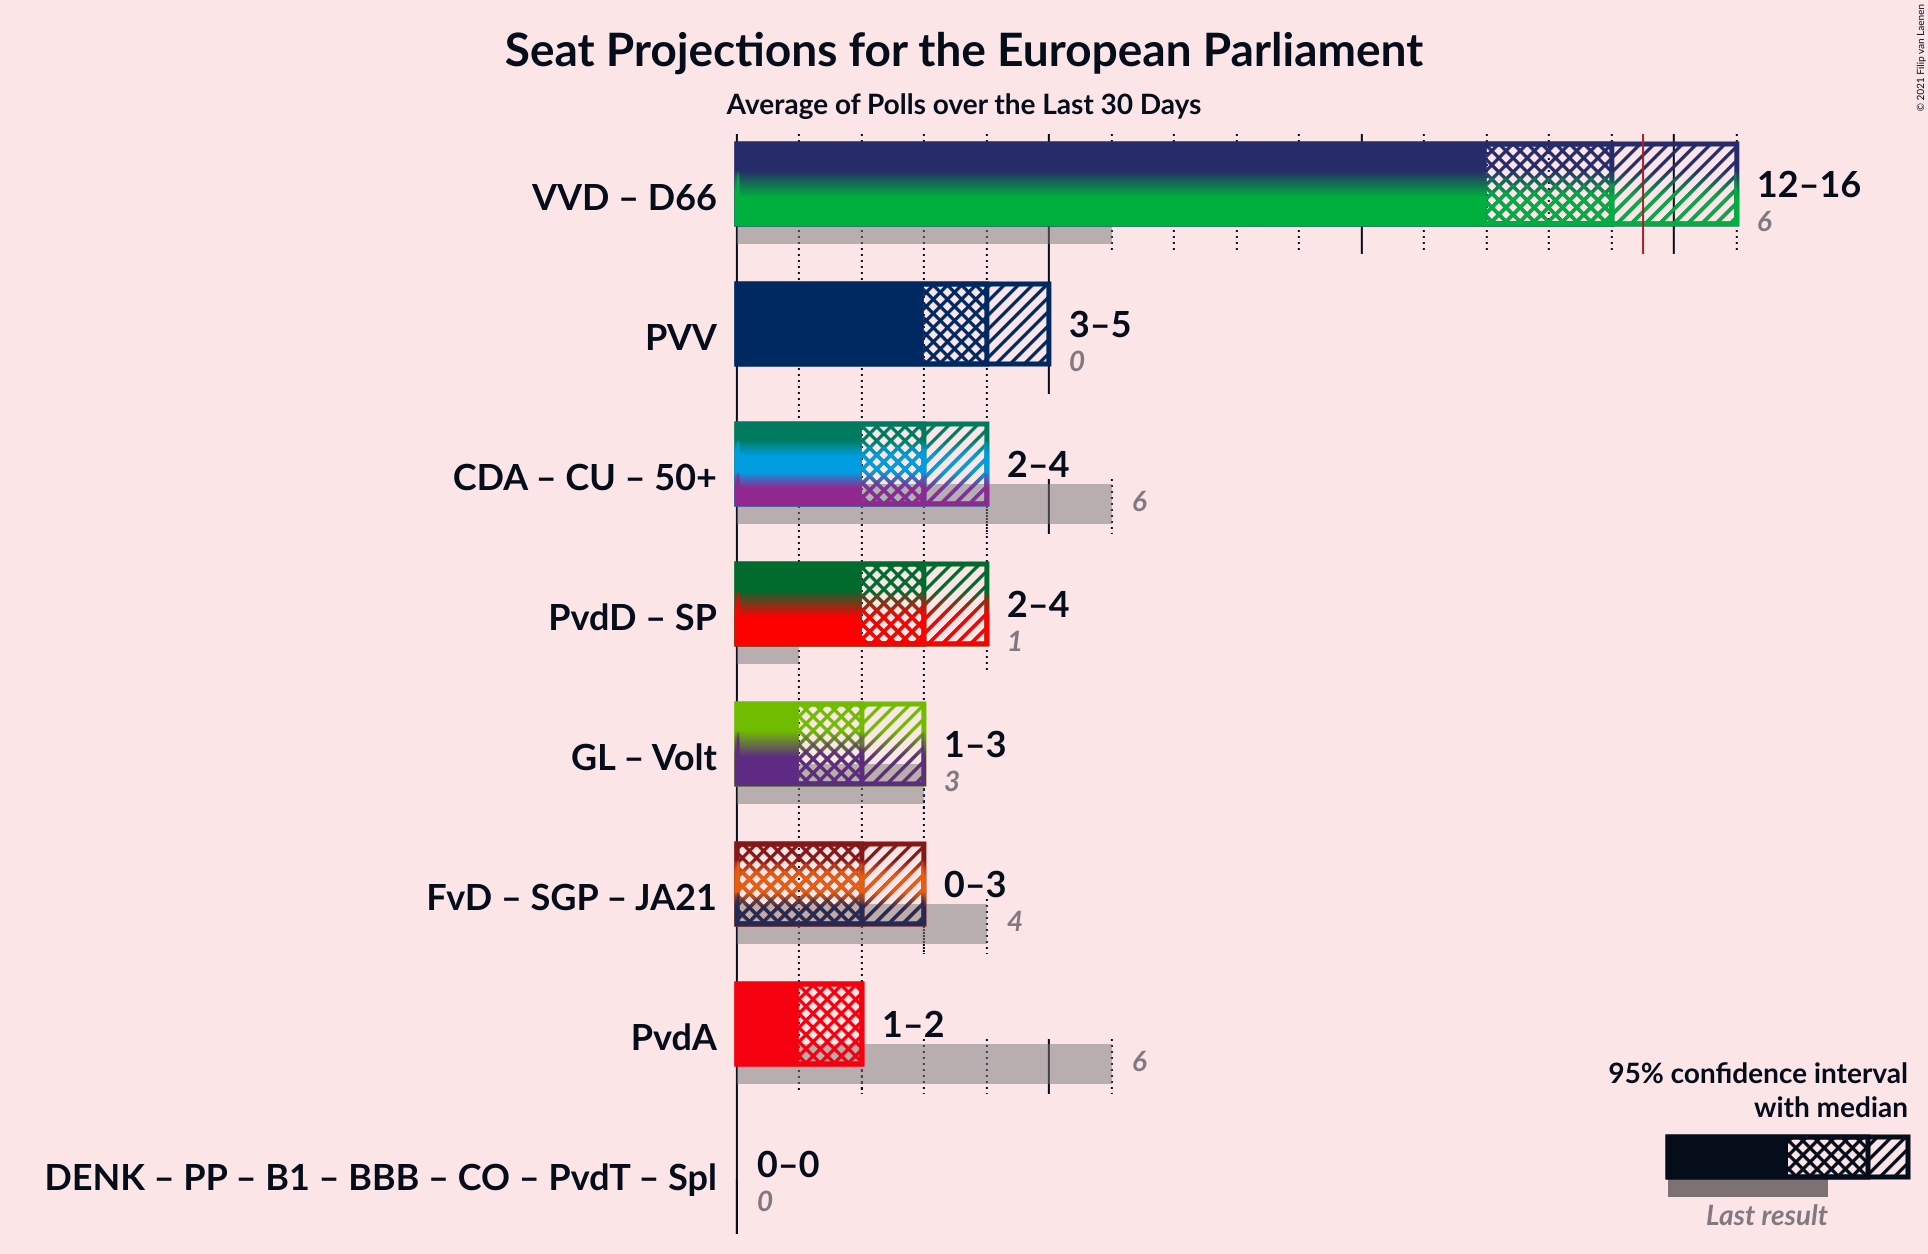 Seat Projections for the European Parliament
Average of Polls over the Last 30 Days
© 2021 Filip van Laenen
VVD – D66
12–16
6
PVV
3–5
0
CDA – CU – 50+
2–4
6
PvdD – SP
2–4
1
GL – Volt
1–3
3
FvD – SGP – JA21
0–3
4
PvdA
1–2
6
DENK – PP – B1 – BBB – CO – PvdT – Spl
0–0
0
95% confidence interval
with median
Last result